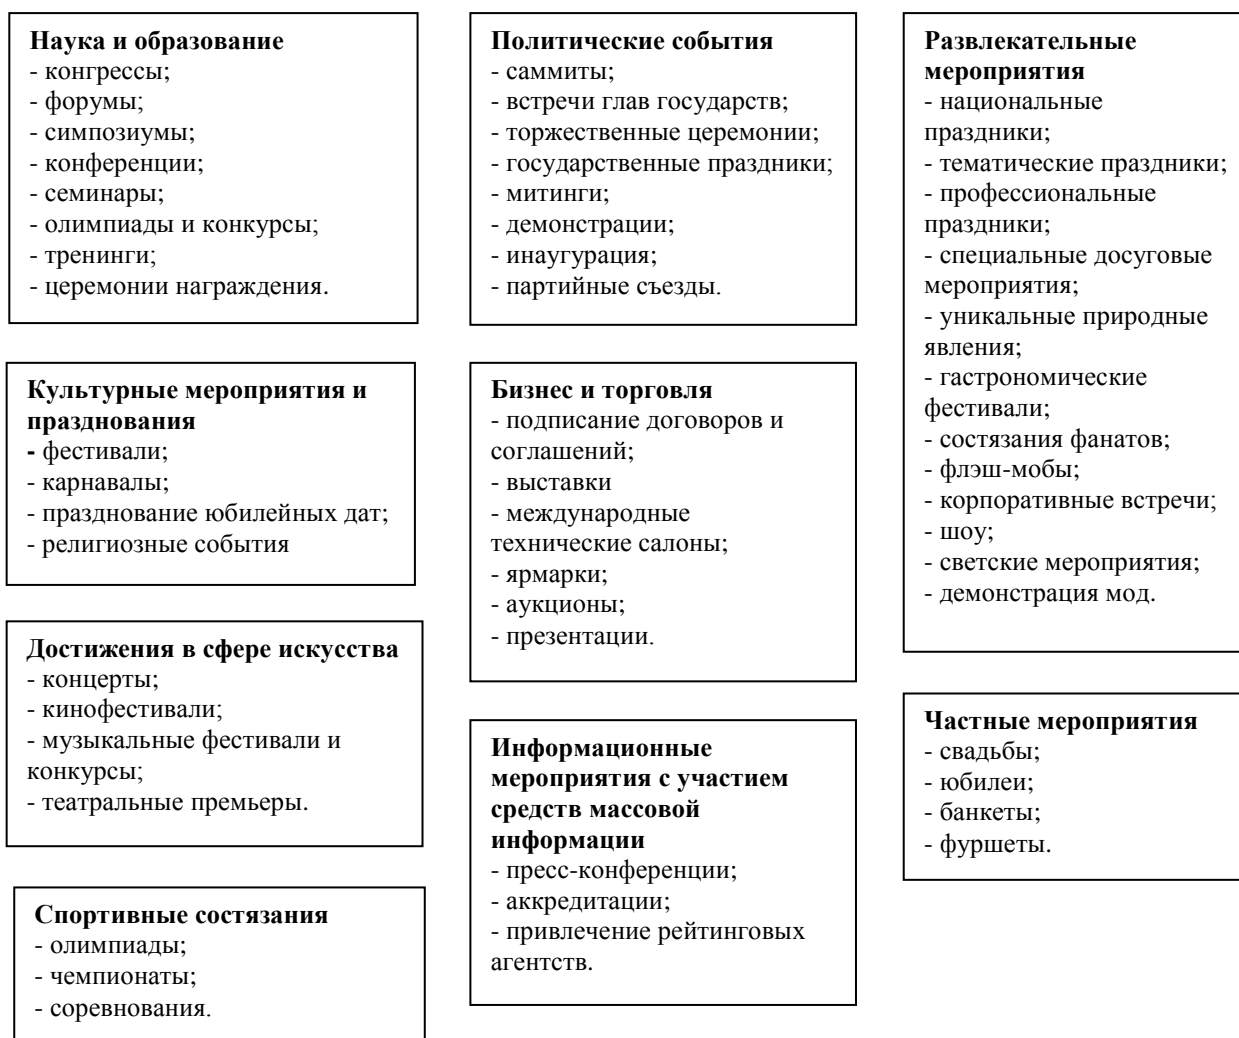 Наука и образование
- конгрессы;
- форумы;
- симпозиумы;
- конференции;
- семинары;
- олимпиады и конкурсы;
- тренинги;
- церемонии награждения.
Культурные мероприятия и
празднования
- фестивали;
- карнавалы;
- празднование юбилейных дат;
- религиозные события
Достижения в сфере искусства
- концерты;
- кинофестивали;
- музыкальные фестивали и
конкурсы;
- театральные премьеры.
Спортивные состязания
- олимпиады;
- чемпионаты;
- соревнования.
Политические события
- саммиты;
- встречи глав государств;
- торжественные церемонии;
- государственные праздники;
- митинги;
- демонстрации;
- инаугурация;
- партийные съезды.
Бизнес и торговля
- подписание договоров и
соглашений;
- выставки
- международные
технические салоны;
- ярмарки;
- аукционы;
- презентации.
Информационные
мероприятия с участием
средств массовой
информации
- пресс-конференции;
- аккредитации;
- привлечение рейтинговых
агентств.
Развлекательные
мероприятия
- национальные
праздники;
- тематические праздники;
- профессиональные
праздники;
- специальные досуговые
мероприятия;
- уникальные природные
явления;
- гастрономические
фестивали;
- состязания фанатов;
- флэш-мобы;
- корпоративные встречи;
- шоу;
- светские мероприятия;
- демонстрация мод.
Частные мероприятия
- свадьбы;
- юбилеи;
- банкеты;
- фуршеты.